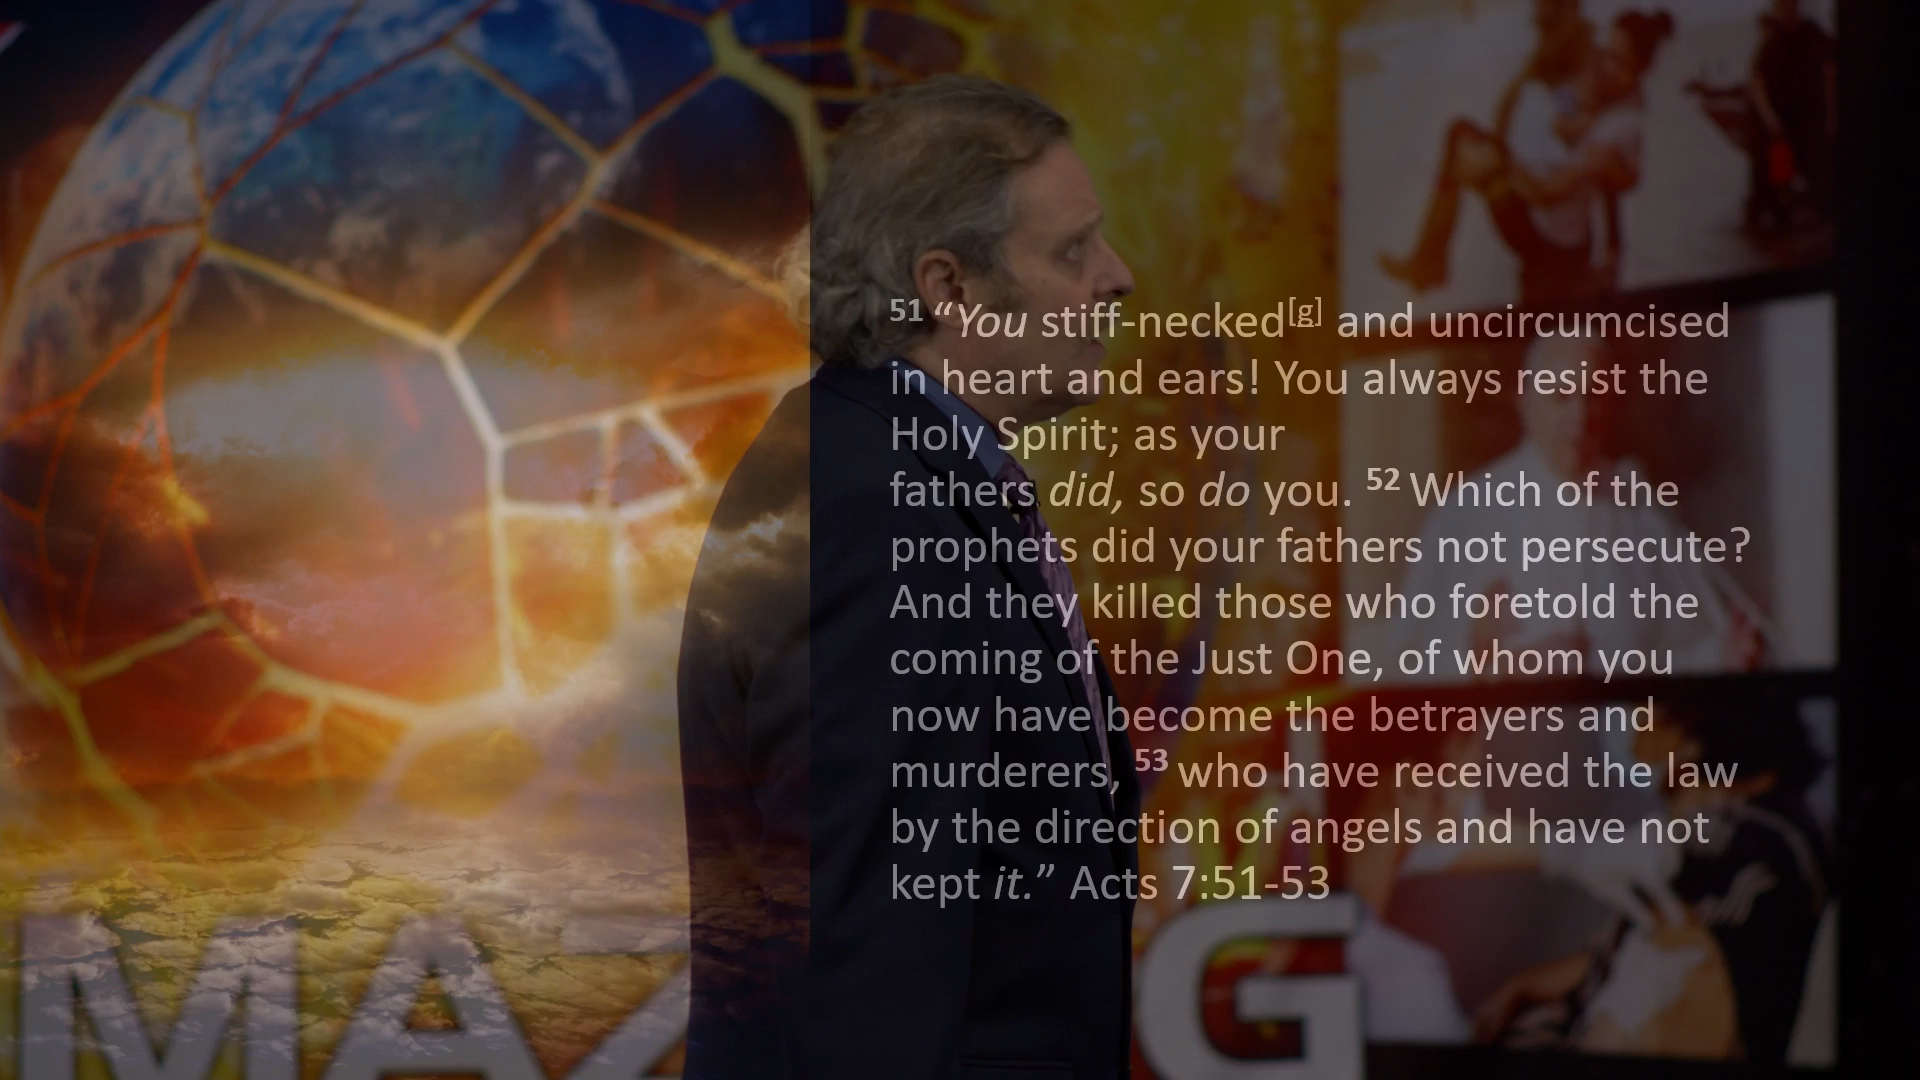 51 “You stiff-necked[g] and uncircumcised
in heart and ears! You always resist the
Holy Spirit; as your
fathers did, so do you. 52 Which of the
prophets did your fathers not persecute?
And they killed those who foretold the
coming of the Just One, of whom you
now have become the betrayers and
murderers, 53 who have received the law
by the direction of angels and have not
kept it.” Acts 7:51-53
MAZ G